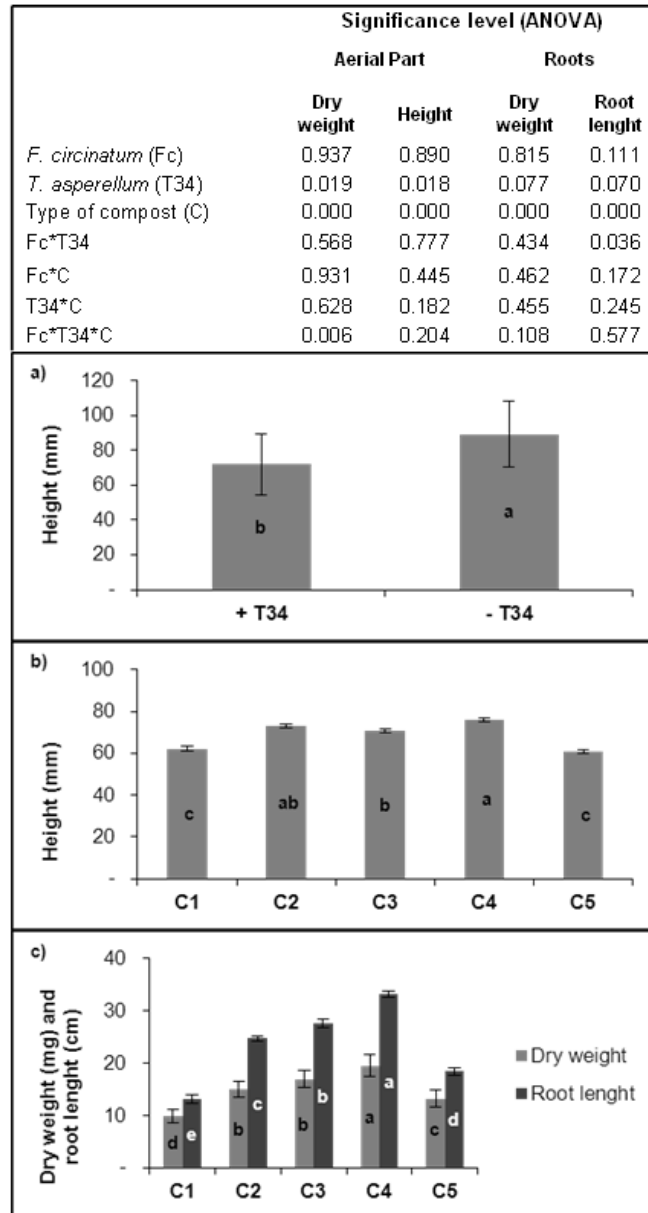 Significance level (ANOVA)
Aerial Part Roots
Dry weight Height Dry weight Root lenght
F. circinatum (Fc) 0.937 0.890 0.815 0.111
T. asperellum (T34) 0.019 0.018 0.077 0.070
Type of compost (C) 0.000 0.000 0.000 0.000
Fc*T34 0.568 0.777 0.434 0.036
Fc*C 0.931 0.445 0.462 0.172
T34*C 0.628 0.182 0.455 0.245
Fc*T34*C 0.006 0.204 0.108 0.577
a)
Height (mm)
120
100
80
60
40
20
-
b a
+ T34 - T34
b)
Height (mm)
100
80
60
40
20
-
c ab b a c
C1 C2 C3 C4 C5
c)
Dry weight (mg) and
root lenght (cm)
40
30
20
10
-
d e b c b b a a c d
C1 C2 C3 C4 C5
Dry weight
Root lenght